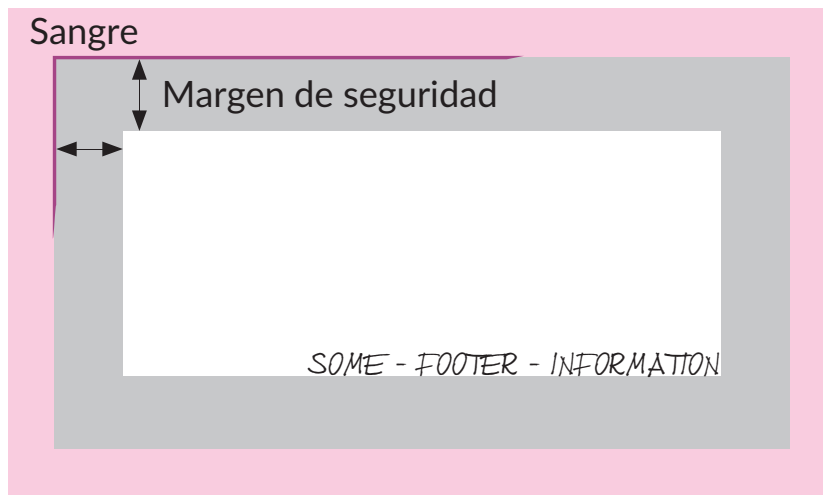 Sangre
Margen de seguridad
SOME - FOOTER - INFORMATION